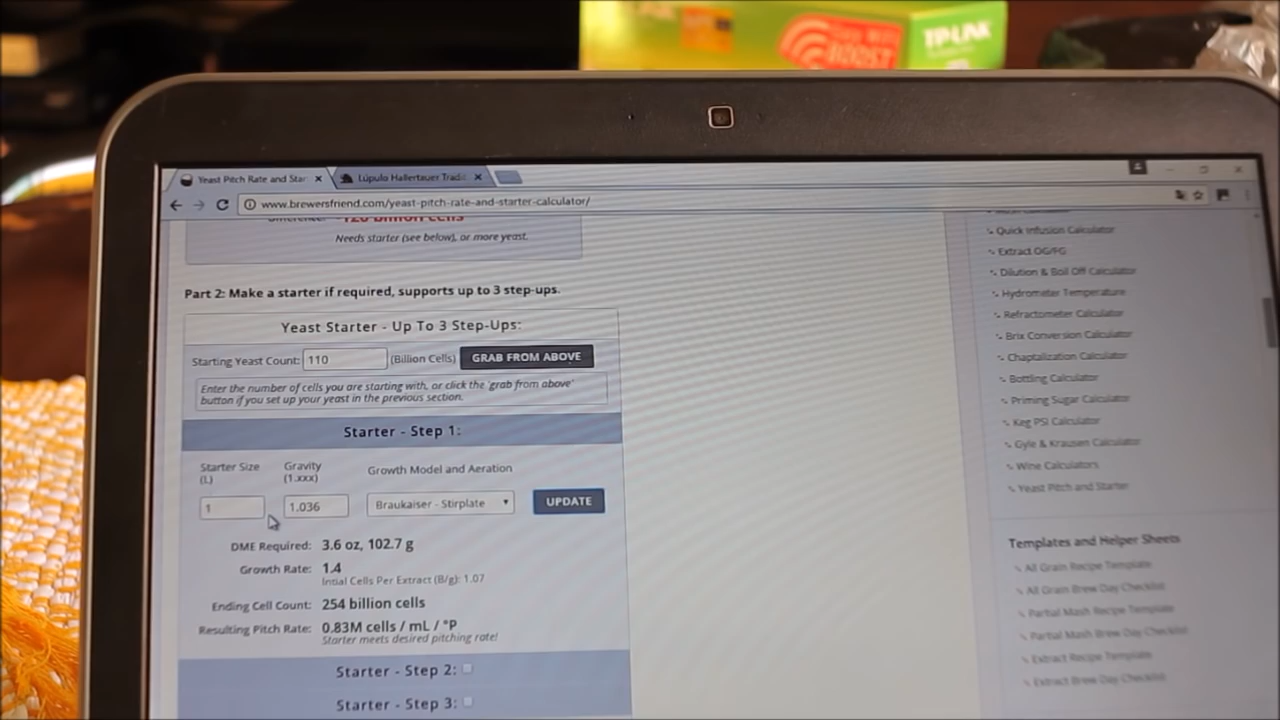 BOOST
TP-LINK
Yeast Pitch Rate and Star
Lúpulo Hallertauer Tradi
www.brewersfriend.com/yeast-pitch-rate-and-starter-calculator/
Difference: -120 billion cells
Needs starter (see below), or more yeast.
Part 2: Make a starter if required, supports up to 3 step-ups.
Yeast Starter - Up To 3 Step-Ups:
Starting Yeast Count: 110 (Billion Cells) GRAB FROM ABOVE
Enter the number of cells you are starting with, or click the 'grab from above'
button if you set up your yeast in the previous section.
Starter - Step 1:
Starter Size (L)
Gravity (1.xxx)
Growth Model and Aeration
1
1.036
Braukaiser - Stirplate
UPDATE
DME Required: 3.6 oz, 102.7 g
Growth Rate: 1.4
Intial Cells Per Extract (B/g): 1.07
Ending Cell Count: 254 billion cells
Resulting Pitch Rate: 0.83M cells / mL / °P
Starter meets desired pitching rate!
Starter - Step 2:
Starter - Step 3:
Quick Infusion Calculator
Extract OG/FG
Dilution & Boil Off Calculator
Hydrometer Temperature
Refractometer Calculator
Brix Conversion Calculator
Chaptalization Calculator
Bottling Calculator
Priming Sugar Calculator
Keg PSI Calculator
Gyle & Krausen Calculator
Wine Calculators
Yeast Pitch and Starter
Templates and Helper Sheets
All Grain Recipe Template
All Grain Brew Day Checklist
Partial Mash Recipe Template
Partial Mash Brew Day Checklist
Extract Recipe Template
Extract Brew Day Checklist